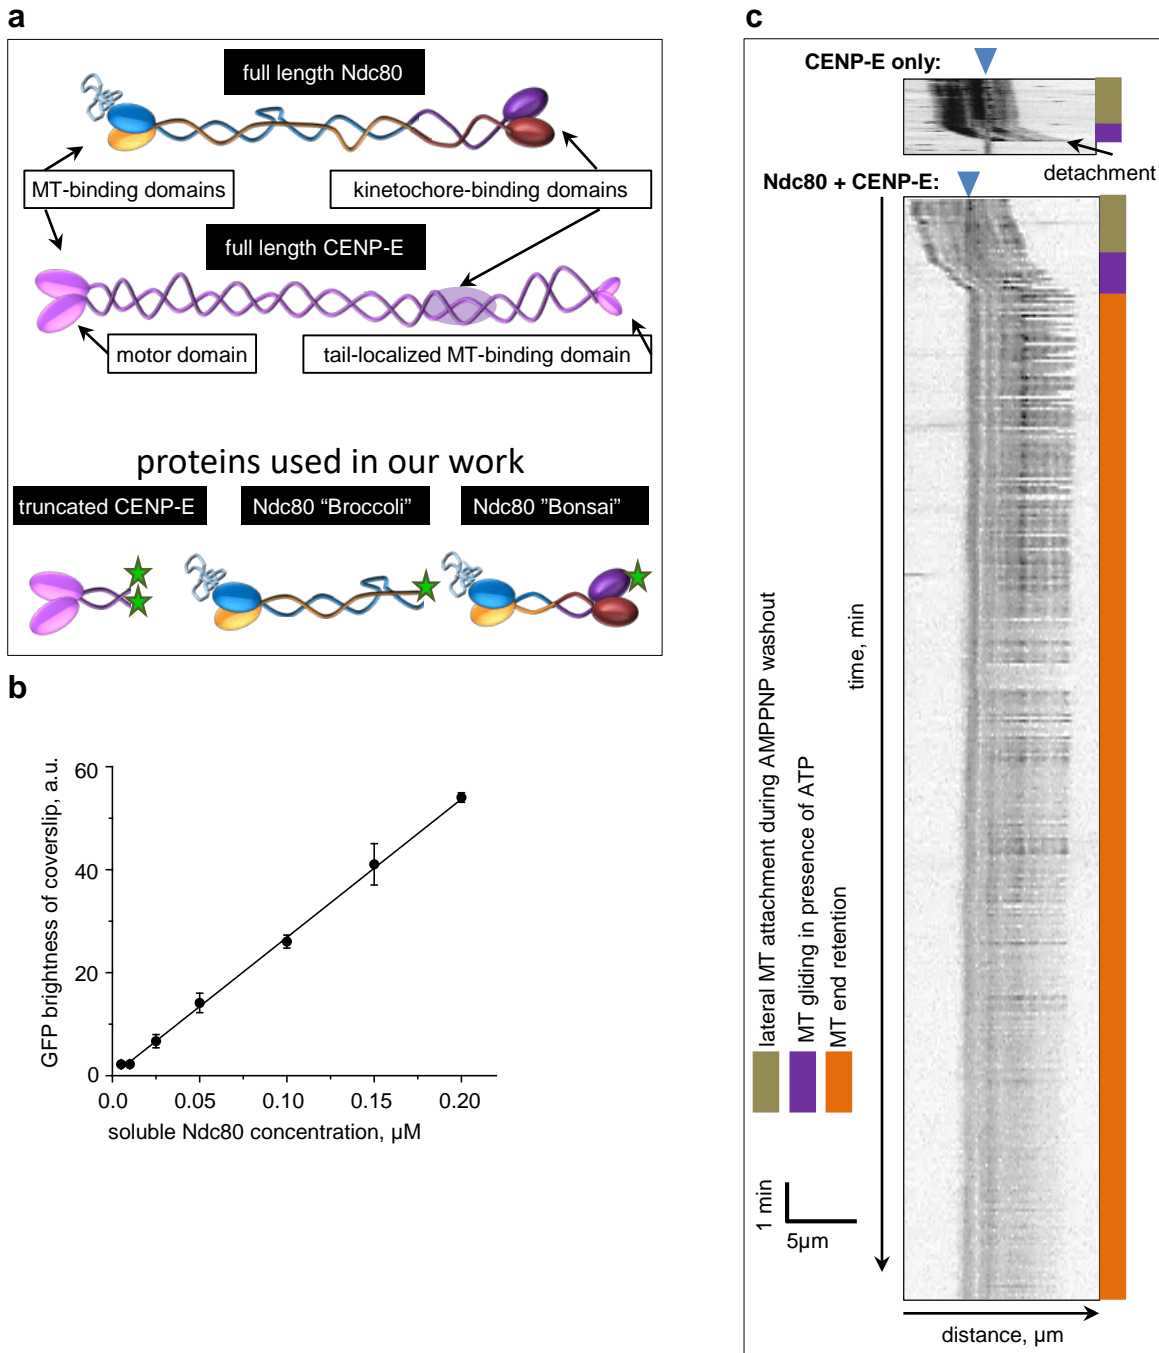 a
full length Ndc80
MT-binding domains
kinetochore-binding domains
full length CENP-E
motor domain
tail-localized MT-binding domain
proteins used in our work
truncated CENP-E
Ndc80 “Broccoli”
Ndc80 ”Bonsai”
b
GFP brightness of coverslip, a.u.
60
40
20
0
0.0 0.05 0.10 0.15 0.20
soluble Ndc80 concentration, µM
c
CENP-E only:
detachment
Ndc80 + CENP-E:
time, min
lateral MT attachment during AMPPNP washout
MT gliding in presence of ATP
MT end retention
1 min
5µm
distance, µm